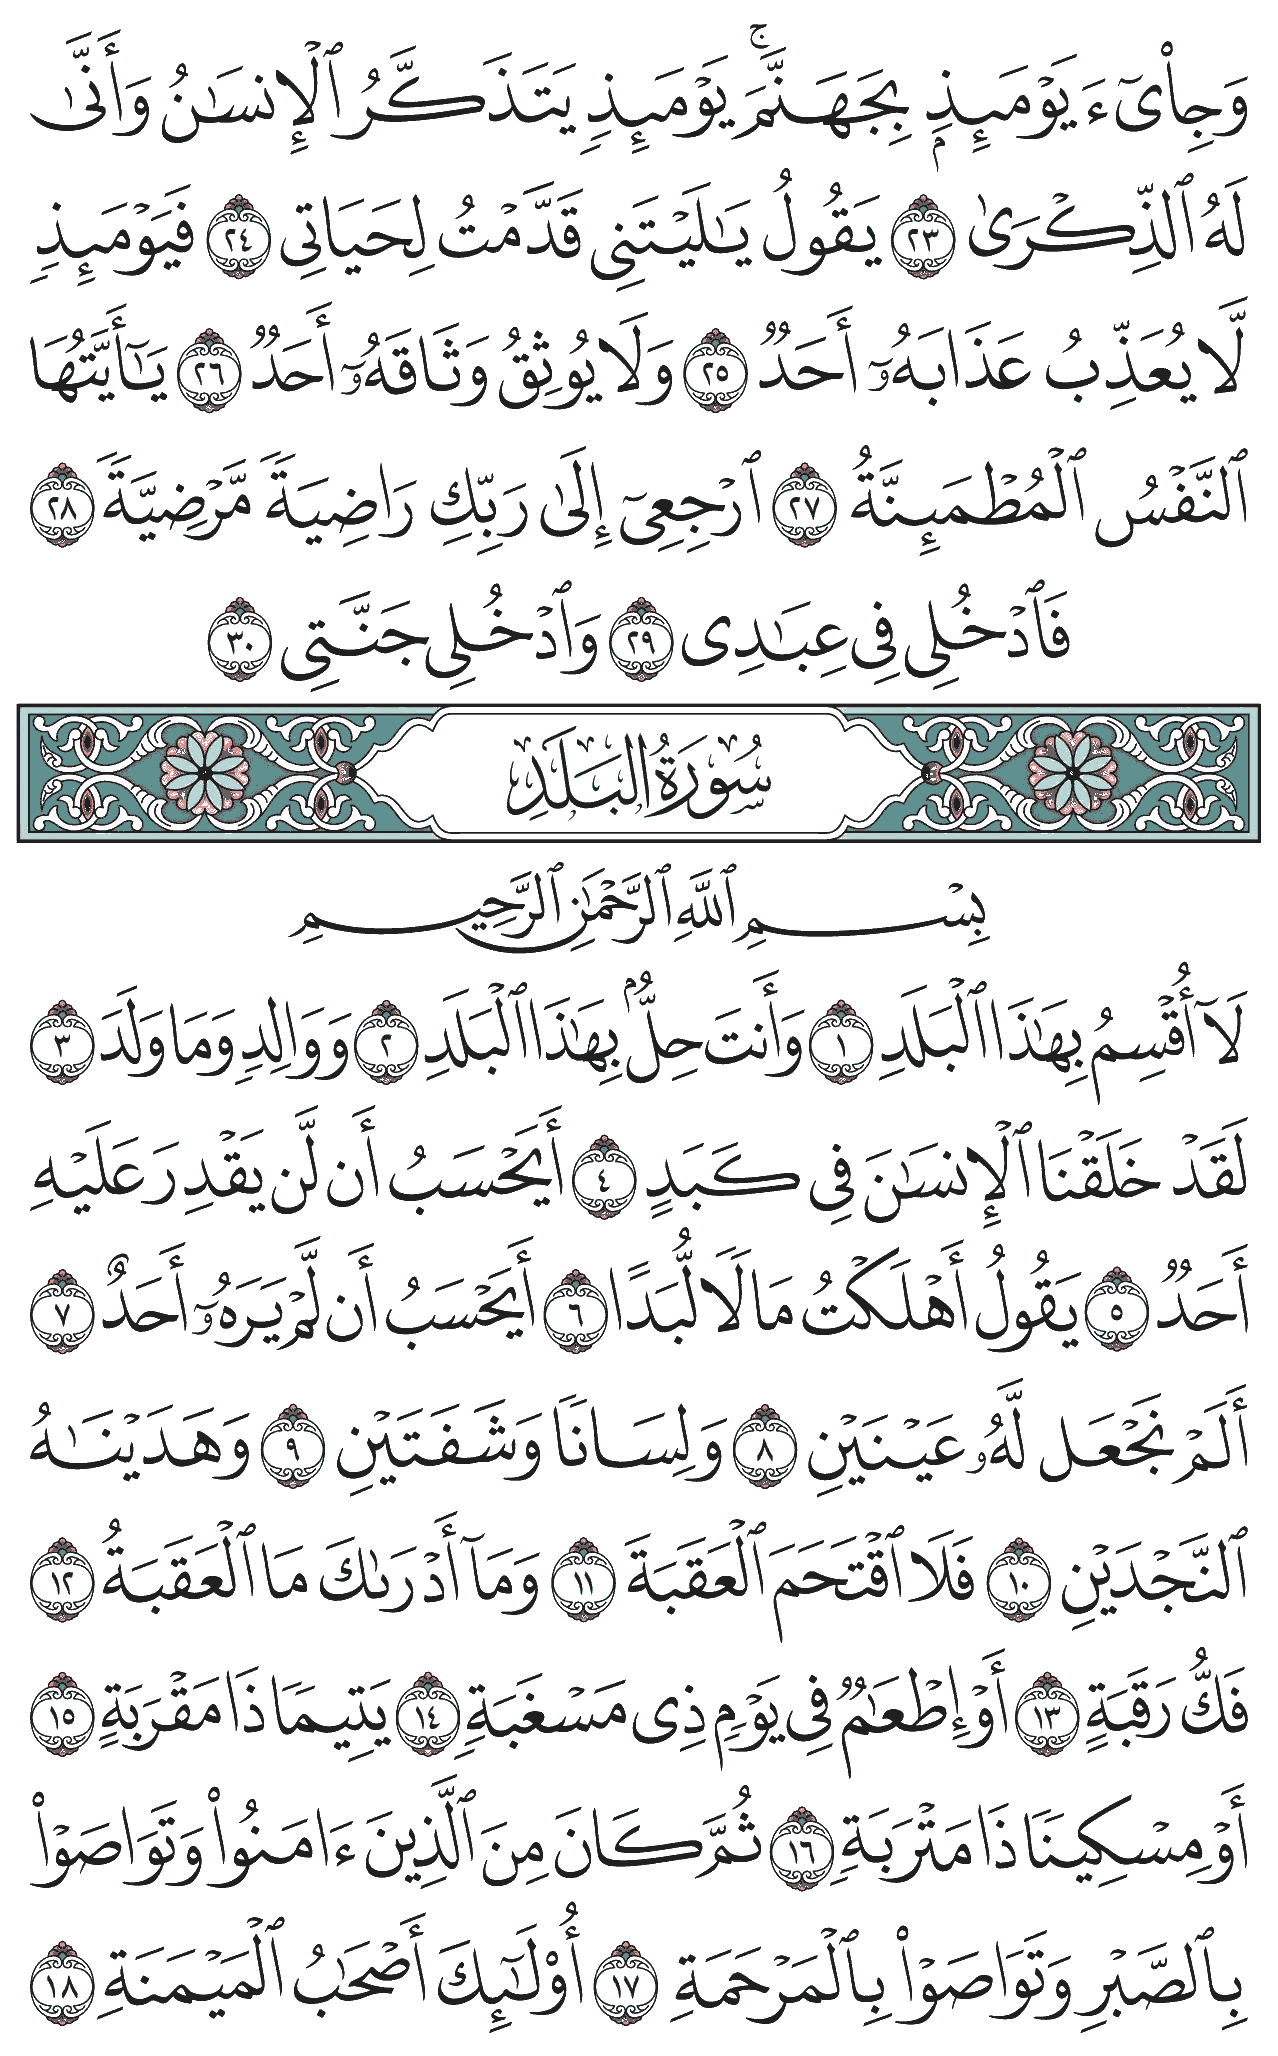 وَجِاْىٓءَ يَوْمَئِذِۭ بِجَهَنَّمَۚ يَوْمَئِذٖ يَتَذَكَّرُ ٱلْإِنسَٰنُ وَأَنَّىٰ
لَهُ ٱلذِّكْرَىٰ ٢٣ يَقُولُ يَٰلَيْتَنِى قَدَّمْتُ لِحَيَاتِى ٢٤ فَيَوْمَئِذٖ
لَّا يُعَذِّبُ عَذَابَهُۥٓ أَحَدٞ ٢٥ وَلَا يُوثِقُ وَثَاقَهُۥٓ أَحَدٞ ٢٦ يَٰٓأَيَّتُهَا
ٱلنَّفْسُ ٱلْمُطْمَئِنَّةُ ٢٧ ٱرْجِعِىٓ إِلَىٰ رَبِّكِ رَاضِيَةٗ مَّرْضِيَّةٗ ٢٨
فَٱدْخُلِى فِى عِبَٰدِى ٢٩ وَٱدْخُلِى جَنَّتِى ٣٠
سُورَةُ البَلَدِ
بِسْمِ ٱللَّهِ ٱلرَّحْمَٰنِ ٱلرَّحِيمِ
لَآ أُقْسِمُ بِهَٰذَا ٱلْبَلَدِ ١ وَأَنتَ حِلُّۢ بِهَٰذَا ٱلْبَلَدِ ٢ وَوَالِدٖ وَمَا وَلَدَ ٣
لَقَدْ خَلَقْنَا ٱلْإِنسَٰنَ فِى كَبَدٍ ٤ أَيَحْسَبُ أَن لَّن يَقْدِرَ عَلَيْهِ
أَحَدٞ ٥ يَقُولُ أَهْلَكْتُ مَالٗا لُّبَدًا ٦ أَيَحْسَبُ أَن لَّمْ يَرَهُۥٓ أَحَدٌ ٧
أَلَمْ نَجْعَل لَّهُۥ عَيْنَيْنِ ٨ وَلِسَانٗا وَشَفَتَيْنِ ٩ وَهَدَيْنَٰهُ
ٱلنَّجْدَيْنِ ١٠ فَلَا ٱقْتَحَمَ ٱلْعَقَبَةَ ١١ وَمَآ أَدْرَىٰكَ مَا ٱلْعَقَبَةُ ١٢
فَكُّ رَقَبَةٍ ١٣ أَوْ إِطْعَٰمٞ فِى يَوْمٖ ذِى مَسْغَبَةٖ ١٤ يَتِيمٗا ذَا مَقْرَبَةٍ ١٥
أَوْ مِسْكِينٗا ذَا مَتْرَبَةٖ ١٦ ثُمَّ كَانَ مِنَ ٱلَّذِينَ ءَامَنُوا۟ وَتَوَاصَوْا۟
بِٱلصَّبْرِ وَتَوَاصَوْا۟ بِٱلْمَرْحَمَةِ ١٧ أُو۟لَٰٓئِكَ أَصْحَٰبُ ٱلْمَيْمَنَةِ ١٨